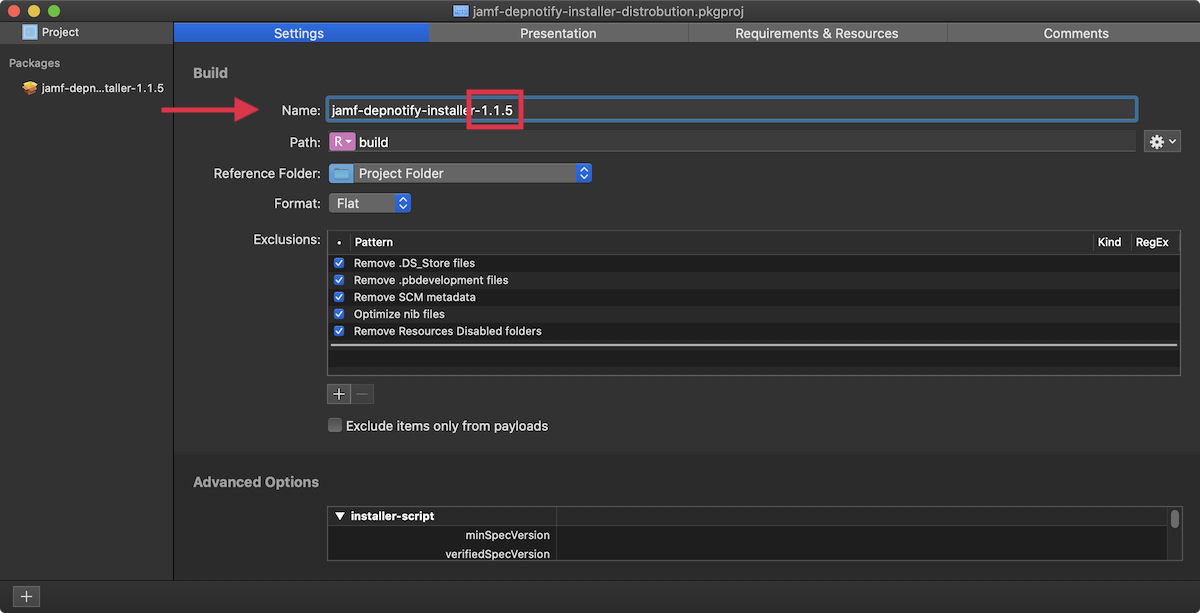 jamf-depnotify-installer-distrobution.pkgproj
Project
Settings
Presentation
Requirements & Resources
Comments
Packages
jamf-depn...taller-1.1.5
Build
Name: jamf-depnotify-installer-1.1.5
Path: R build
Reference Folder: Project Folder
Format: Flat
Exclusions: • Pattern Kind RegEx
Remove .DS_Store files
Remove .pbdevelopment files
Remove SCM metadata
Optimize nib files
Remove Resources Disabled folders
Exclude items only from payloads
Advanced Options
installer-script
minSpecVersion
verifiedSpecVersion